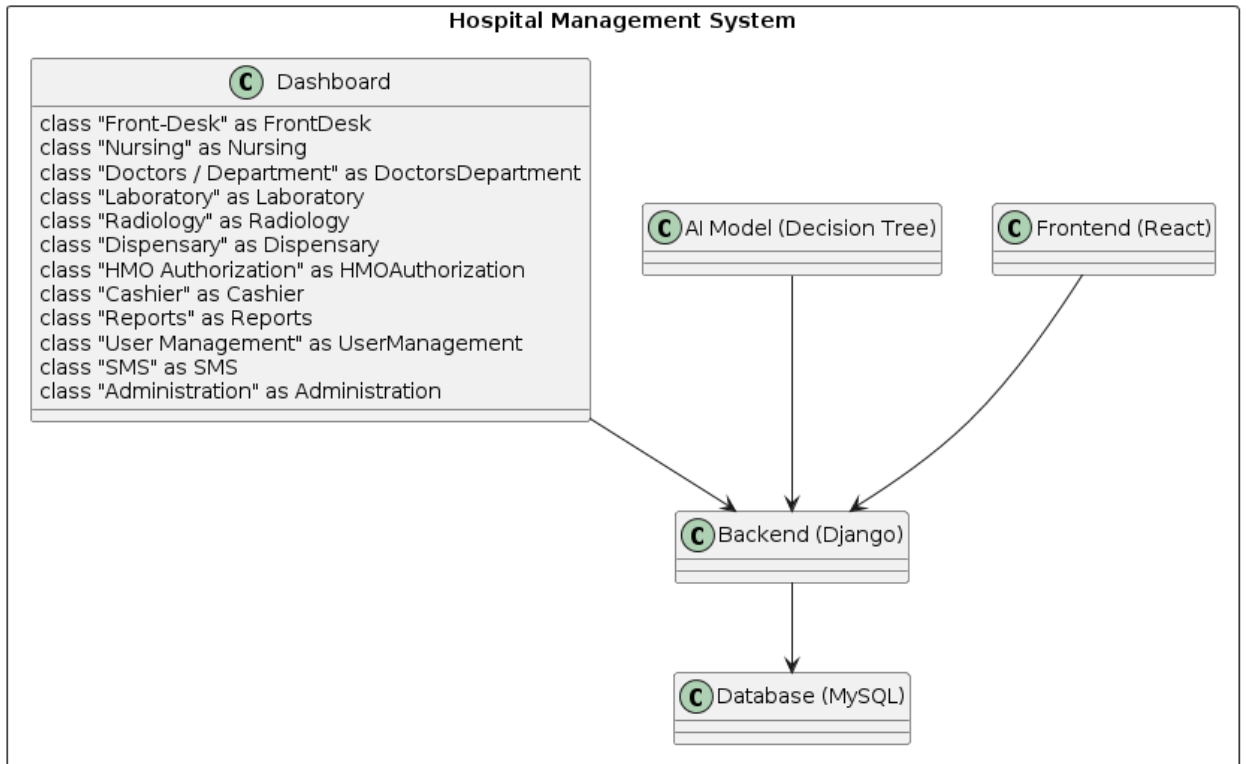 Hospital Management System
C Dashboard
class "Front-Desk" as FrontDesk
class "Nursing" as Nursing
class "Doctors / Department" as DoctorsDepartment
class "Laboratory" as Laboratory
class "Radiology" as Radiology
class "Dispensary" as Dispensary
class "HMO Authorization" as HMOAuthorization
class "Cashier" as Cashier
class "Reports" as Reports
class "User Management" as UserManagement
class "SMS" as SMS
class "Administration" as Administration
C AI Model (Decision Tree)
C Frontend (React)
C Backend (Django)
C Database (MySQL)